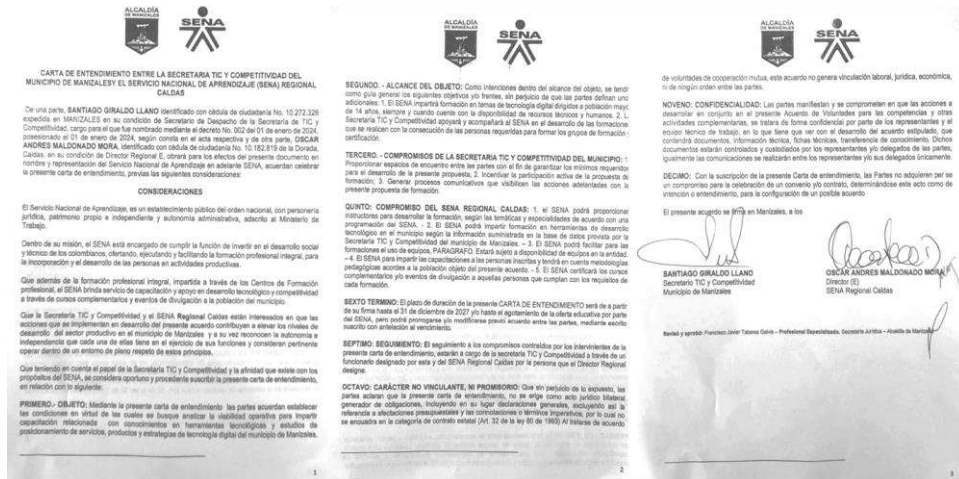 ALCALDÍA
DE MANIZALES
SENA
CARTA DE ENTENDIMIENTO ENTRE LA SECRETARIA TIC Y COMPETITIVIDAD DEL
MUNICIPIO DE MANIZALESY EL SERVICIO NACIONAL DE APRENDIZAJE (SENA) REGIONAL
CALDAS
De una parte, SANTIAGO GIRALDO LLANO identificado con cédula de ciudadanía No. 10.272.326
expedida en MANIZALES en su condición de Secretario de Despacho de la Secretaría de TIC y
Competitividad, cargo para el que fue nombrado mediante el decreto No. 002 del 01 de enero de 2024,
posesionado el 01 de enero de 2024, según consta en el acta respectiva y de otra parte, OSCAR
ANDRES MALDONADO MORA, identificado con cédula de ciudadanía No. 10.182.819 de la Dorada,
Caldas, en su condición de Director Regional E, obrará para los efectos del presente documento en
nombre y representación del Servicio Nacional de Aprendizaje en adelante SENA, acuerdan celebrar
la presente carta de entendimiento, previas las siguientes consideraciones:
CONSIDERACIONES
El Servicio Nacional de Aprendizaje, es un establecimiento público del orden nacional, con personería
jurídica, patrimonio propio e independiente y autonomía administrativa, adscrito al Ministerio de
Trabajo.
Dentro de su misión, el SENA está encargado de cumplir la función de invertir en el desarrollo social
y técnico de los colombianos, ofertando, ejecutando y facilitando la formación profesional integral, para
la incorporación y el desarrollo de las personas en actividades productivas.
Que además de la formación profesional integral, impartida a través de los Centros de Formación
profesional, el SENA brinda servicio de capacitación y apoyo en desarrollo tecnológico y competitividad
a través de cursos complementarios y eventos de divulgación a la población del municipio.
Que la Secretaría TIC y Competitividad y el SENA Regional Caldas están interesados en que las
acciones que se implementan en desarrollo del presente acuerdo contribuyan a elevar los niveles de
desarrollo del sector productivo en el municipio de Manizales y a su vez reconocen la autonomía e
independencia que cada una de ellas tiene en el ejercicio de sus funciones y consideran pertinente
operar dentro de un entorno de pleno respeto de estos principios.
Que teniendo en cuenta el papel de la Secretaría TIC y Competitividad y la afinidad que existe con los
propósitos del SENA, se considera oportuno y procedente suscribir la presente carta de entendimiento,
en relación con lo siguiente:
PRIMERO.- OBJETO: Mediante la presente carta de entendimiento las partes acuerdan establecer
las condiciones en virtud de las cuales se busque analizar la viabilidad operativa para impartir
capacitación relacionada con conocimientos en herramientas tecnológicas y estudios de
posicionamiento de servicios, productos y estrategias de tecnología digital del municipio de Manizales.
1
ALCALDÍA
DE MANIZALES
SENA
SEGUNDO. - ALCANCE DEL OBJETO: Como intenciones dentro del alcance del objeto, se tendrá
como guía general los siguientes objetivos y/o frentes, sin perjuicio de que las partes definan uno
adicionales: 1. El SENA impartirá formación en temas de tecnología digital dirigidos a población mayo
de 14 años, siempre y cuando cuente con la disponibilidad de recursos técnicos y humanos. 2. L
Secretaría TIC y Competitividad apoyará y acompañará al SENA en el desarrollo de las formacione
que se realicen con la consecución de las personas requeridas para formar los grupos de formación
certificación.
TERCERO. - COMPROMISOS DE LA SECRETARIA TIC Y COMPETITIVIDAD DEL MUNICIPIO: 1
Proporcionar espacios de encuentro entre las partes con el fin de garantizar los mínimos requeridos
para el desarrollo de la presente propuesta; 2. Incentivar la participación activa de la propuesta de
formación; 3. Generar procesos comunicativos que visibilicen las acciones adelantadas con la
presente propuesta de formación.
QUINTO: COMPROMISO DEL SENA REGIONAL CALDAS: 1. el SENA podrá proporcionar
instructores para desarrollar la formación, según las temáticas y especialidades de acuerdo con una
programación del SENA. - 2. El SENA podrá impartir formación en herramientas de desarrollo
tecnológico en el municipio según la información suministrada en la base de datos provista por la
Secretaría TIC y Competitividad del municipio de Manizales. – 3. El SENA podrá facilitar para las
formaciones el uso de equipos, PARAGRAFO. Estará sujeto a disponibilidad de equipos en la entidad.
– 4. El SENA para impartir las capacitaciones a las personas inscritas y tendrá en cuenta metodologías
pedagógicas acordes a la población objeto del presente acuerdo. - 5. El SENA certificará los cursos
complementarios y/o eventos de divulgación a aquellas personas que cumplan con los requisitos de
cada formación.
SEXTO TERMINO: El plazo de duración de la presente CARTA DE ENTENDIMIENTO será de a partir
de su firma hasta el 31 de diciembre de 2027 y/o hasta el agotamiento de la oferta educativa por parte
del SENA, pero podrá prorrogarse y/o modificarse previo acuerdo entre las partes, mediante escrito
suscrito con antelación al vencimiento.
SEPTIMO: SEGUIMIENTO: El seguimiento a los compromisos contraídos por los intervinientes de la
presente carta de entendimiento, estarán a cargo de la secretaría TIC y Competitividad a través de un
funcionario designado por esta y del SENA Regional Caldas por la persona que el Director Regional
designe.
OCTAVO: CARÁCTER NO VINCULANTE, NI PROMISORIO: Que sin perjuicio de lo expuesto, las
partes aclaran que la presente carta de entendimiento, no se erige como acto jurídico bilateral
generador de obligaciones, incluyendo en su lugar declaraciones generales, excluyendo así la
referencia a afectaciones presupuestales y las connotaciones o términos imperativos, por lo cual no
se encuadra en la categoría de contrato estatal (Art. 32 de la ley 80 de 1993) Al tratarse de acuerdo
2
ALCALDÍA
DE MANIZALES
SENA
de voluntades de cooperación mutua, este acuerdo no genera vinculación laboral, jurídica, económica,
ni de ningún orden entre las partes.
NOVENO: CONFIDENCIALIDAD: Las partes manifiestan y se comprometen en que las acciones a
desarrollar en conjunto en el presente Acuerdo de Voluntades para las competencias y otras
actividades complementarias, se tratara de forma confidencial por parte de los representantes y el
equipo técnico de trabajo, en lo que tiene que ver con el desarrollo del acuerdo estipulado, que
contendrá documentos, información técnica, fichas técnicas, transferencia de conocimiento. Dichos
documentos estarán controlados y custodiados por los representantes y/o delegados de las partes,
igualmente las comunicaciones se realizarán entre los representantes y/o sus delegados únicamente.
DECIMO: Con la suscripción de la presente Carta de entendimiento, las Partes no adquieren per se
un compromiso para la celebración de un convenio y/o contrato, determinándose este acto como de
intención o entendimiento, para la configuración de un posible acuerdo
El presente acuerdo se firma en Manizales, a los
SANTIAGO GIRALDO LLANO
Secretario TIC y Competitividad
Municipio de Manizales
OSCAR ANDRES MALDONADO MORA
Director (E)
SENA Regional Caldas
Revisó y aprobó: Francisco Javier Tabares Galvis – Profesional Especializado. Secretaría Jurídica – Alcaldía de Manizales
3